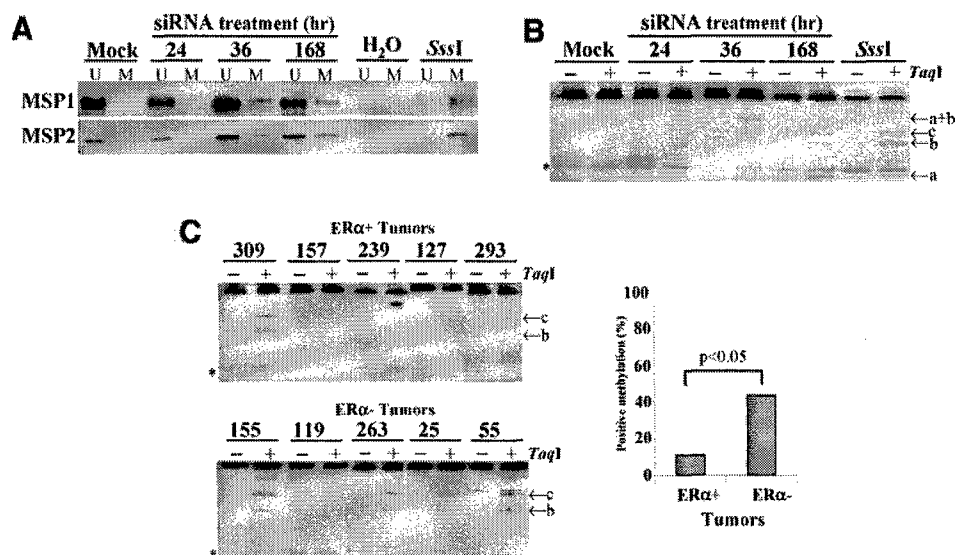 A
siRNA treatment (hr)
Mock 24 36 168 H2O SssI
U M U M U M U M U M U M
MSP1
MSP2
B
siRNA treatment (hr)
Mock 24 36 168 SssI
− + − + − + − + − + TaqI
←a+b
←c
←b
*
←a
C
ERα+ Tumors
309 157 239 127 293
− + − + − + − + − + TaqI
←c
←b
*
ERα- Tumors
155 119 263 25 55
− + − + − + − + − + TaqI
←c
←b
*
100
80
60
40
20
0
Positive methylation (%)
p<0.05
ERα+ ERα-
Tumors